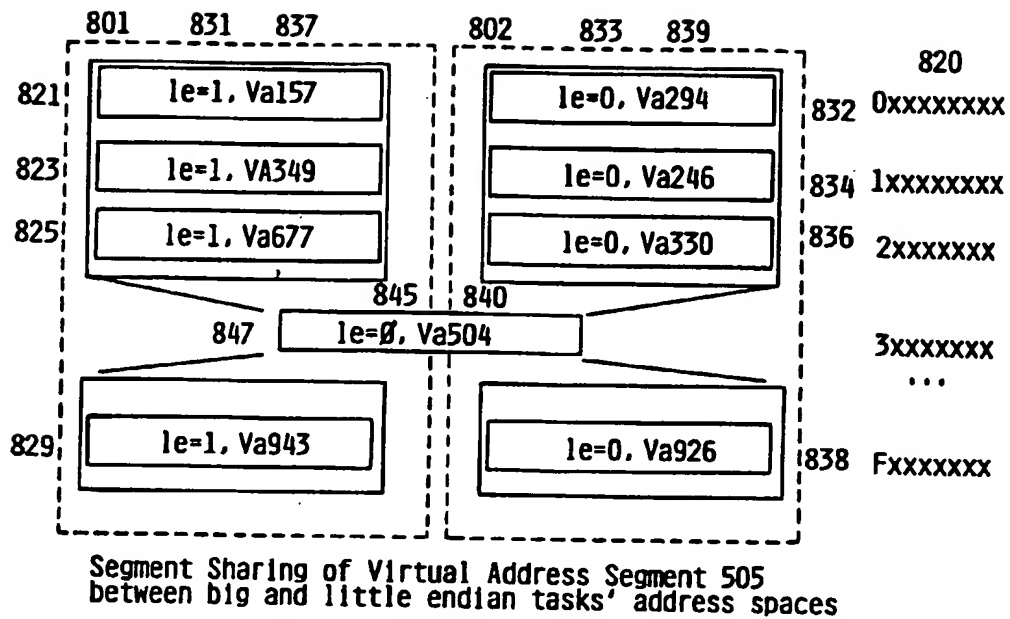 801 831 837 802 833 839
820
821 le=1, Va157 le=0, Va294 832 0xxxxxxxx
823 le=1, VA349 le=0, Va246 834 1xxxxxxxx
825 le=1, Va677 le=0, Va330 836 2xxxxxxx
845 840
847 le=Ø, Va504 3xxxxxxx
...
829 le=1, Va943 le=0, Va926 838 Fxxxxxxx
Segment Sharing of Virtual Address Segment 505
between big and little endian tasks' address spaces